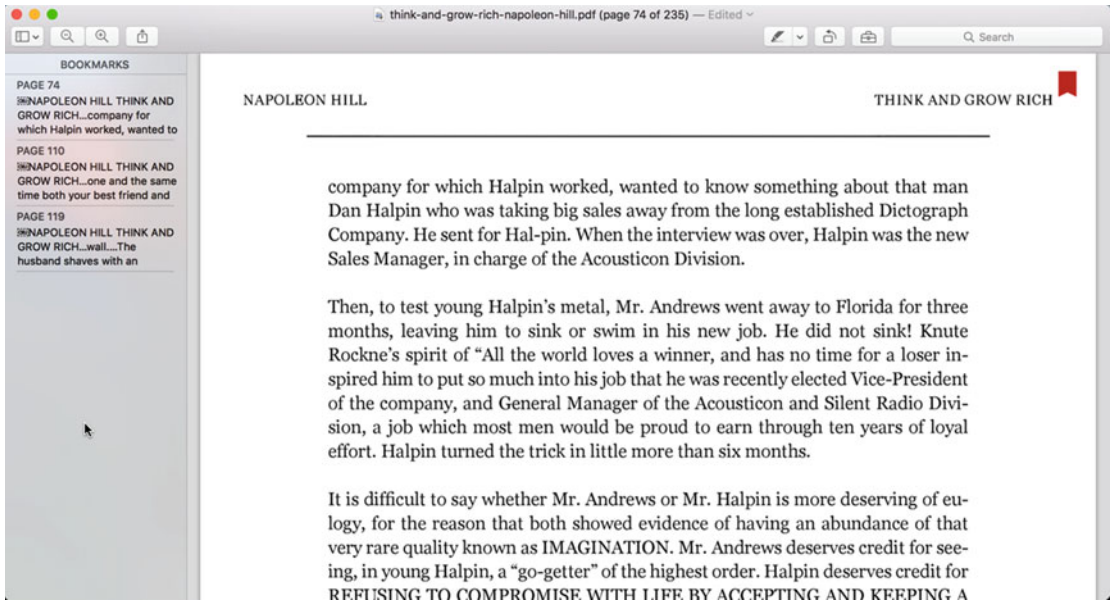 think-and-grow-rich-napoleon-hill.pdf (page 74 of 235) — Edited
Search
BOOKMARKS
PAGE 74
NAPOLEON HILL THINK AND
GROW RICH...company for
which Halpin worked, wanted to
PAGE 110
NAPOLEON HILL THINK AND
GROW RICH...one and the same
time both your best friend and
PAGE 119
NAPOLEON HILL THINK AND
GROW RICH...wall....The
husband shaves with an
NAPOLEON HILL
THINK AND GROW RICH
company for which Halpin worked, wanted to know something about that man
Dan Halpin who was taking big sales away from the long established Dictograph
Company. He sent for Hal-pin. When the interview was over, Halpin was the new
Sales Manager, in charge of the Acousticon Division.
Then, to test young Halpin's metal, Mr. Andrews went away to Florida for three
months, leaving him to sink or swim in his new job. He did not sink! Knute
Rockne's spirit of “All the world loves a winner, and has no time for a loser in-
spired him to put so much into his job that he was recently elected Vice-President
of the company, and General Manager of the Acousticon and Silent Radio Divi-
sion, a job which most men would be proud to earn through ten years of loyal
effort. Halpin turned the trick in little more than six months.
It is difficult to say whether Mr. Andrews or Mr. Halpin is more deserving of eu-
logy, for the reason that both showed evidence of having an abundance of that
very rare quality known as IMAGINATION. Mr. Andrews deserves credit for see-
ing, in young Halpin, a “go-getter” of the highest order. Halpin deserves credit for
REFUSING TO COMPROMISE WITH LIFE BY ACCEPTING AND KEEPING A